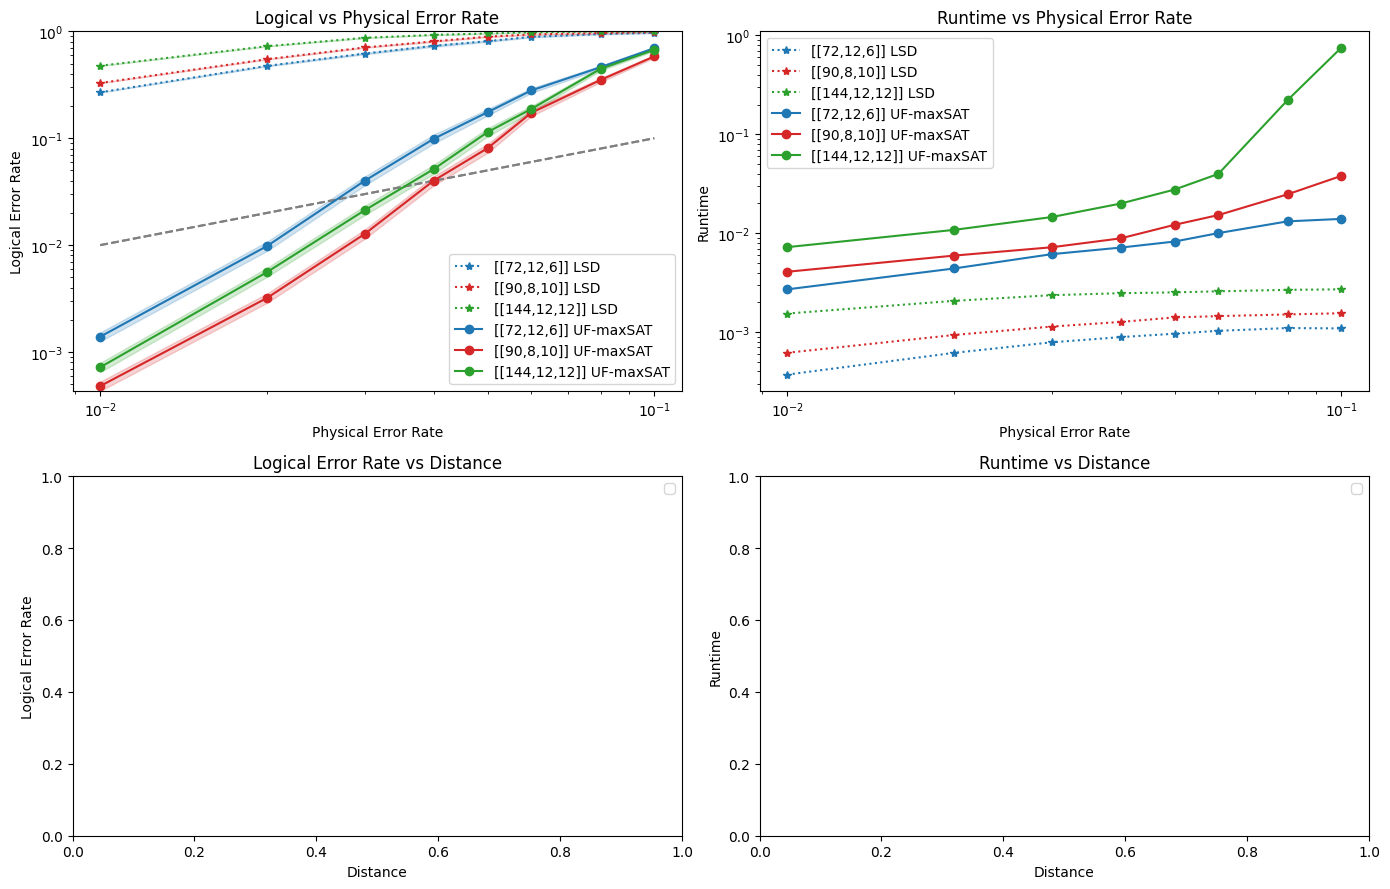 Logical vs Physical Error Rate
Logical Error Rate
10⁰
10⁻¹
10⁻²
10⁻³
[[72,12,6]] LSD
[[90,8,10]] LSD
[[144,12,12]] LSD
[[72,12,6]] UF-maxSAT
[[90,8,10]] UF-maxSAT
[[144,12,12]] UF-maxSAT
10⁻² 10⁻¹
Physical Error Rate
Runtime vs Physical Error Rate
Runtime
10⁰
10⁻¹
10⁻²
10⁻³
[[72,12,6]] LSD
[[90,8,10]] LSD
[[144,12,12]] LSD
[[72,12,6]] UF-maxSAT
[[90,8,10]] UF-maxSAT
[[144,12,12]] UF-maxSAT
10⁻² 10⁻¹
Physical Error Rate
Logical Error Rate vs Distance
Logical Error Rate
1.0
0.8
0.6
0.4
0.2
0.0
0.0 0.2 0.4 0.6 0.8 1.0
Distance
Runtime vs Distance
Runtime
1.0
0.8
0.6
0.4
0.2
0.0
0.0 0.2 0.4 0.6 0.8 1.0
Distance